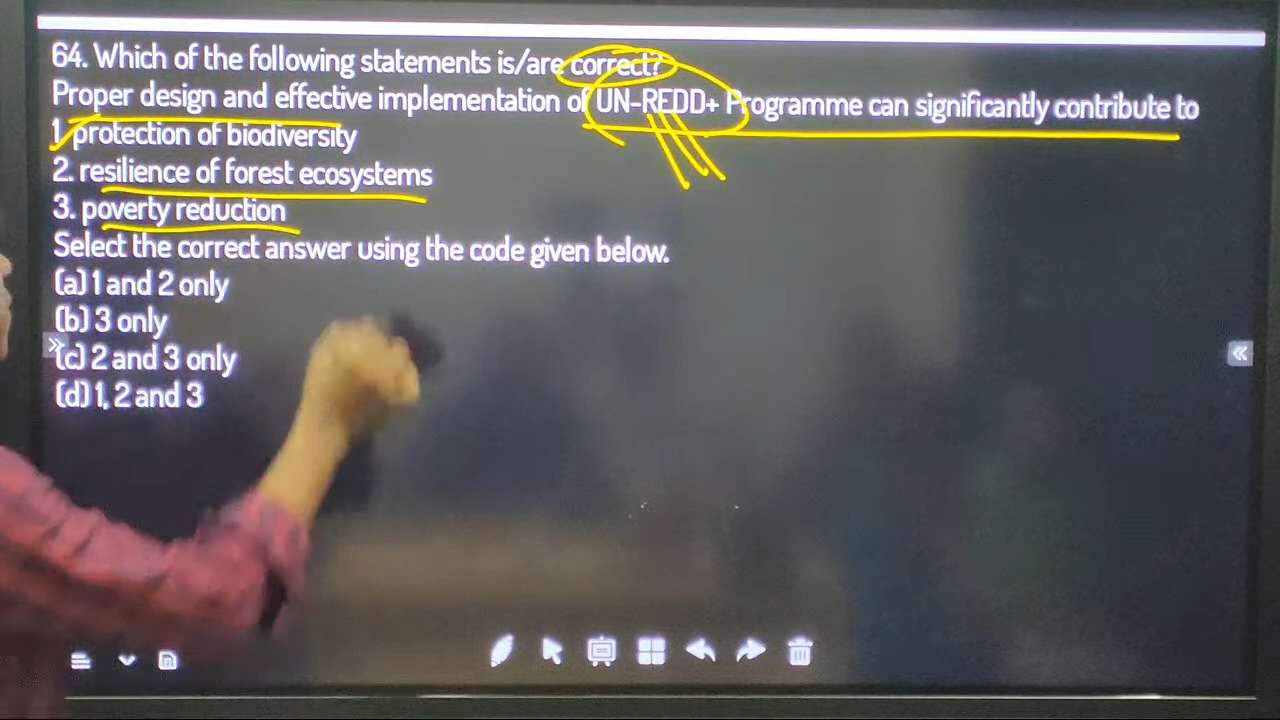 64. Which of the following statements is/are correct?
Proper design and effective implementation of UN-REDD+ Programme can significantly contribute to
1. protection of biodiversity
2. resilience of forest ecosystems
3. poverty reduction
Select the correct answer using the code given below.
(a) 1 and 2 only
(b) 3 only
(c) 2 and 3 only
(d) 1, 2 and 3